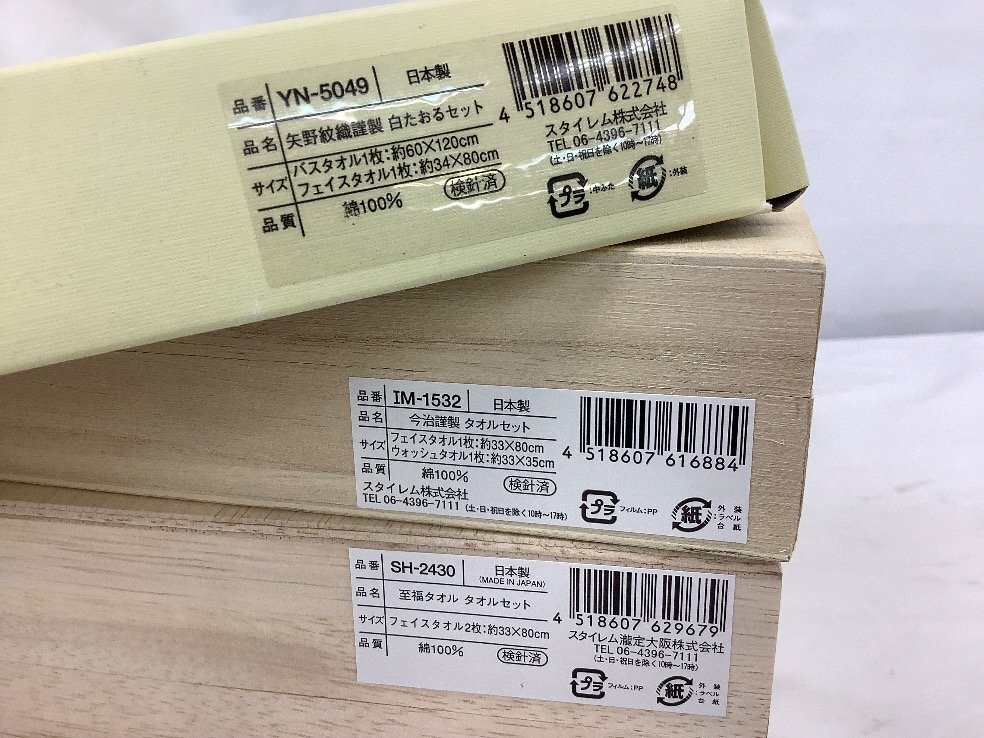 品番 YN-5049 日本製
品名 矢野紋織謹製 白たおるセット
サイズ バスタオル1枚:約60×120cm
フェイスタオル1枚:約34×80cm
品質 綿100% 検針済
4 518607 622748
スタイレム株式会社
TEL 06-4396-7111
(土・日・祝日を除く10時〜17時)
プラ :中ふた 紙 :外装
品番 IM-1532 日本製
品名 今治謹製 タオルセット
サイズ フェイスタオル1枚:約33×80cm
ウォッシュタオル1枚:約33×35cm
品質 綿100% 検針済
スタイレム株式会社
TEL 06-4396-7111 (土・日・祝日を除く10時〜17時)
4 518607 616884
プラ フィルム:PP 紙 外装 :ラベル 台紙
品番 SH-2430 日本製
(MADE IN JAPAN)
品名 至福タオル タオルセット
サイズ フェイスタオル2枚:約33×80cm
品質 綿100% 検針済
4 518607 629679
スタイレム瀧定大阪株式会社
TEL 06-4396-7111
(土・日・祝日を除く10時〜17時)
プラ フィルム:PP 紙 外装 :ラベル 台紙